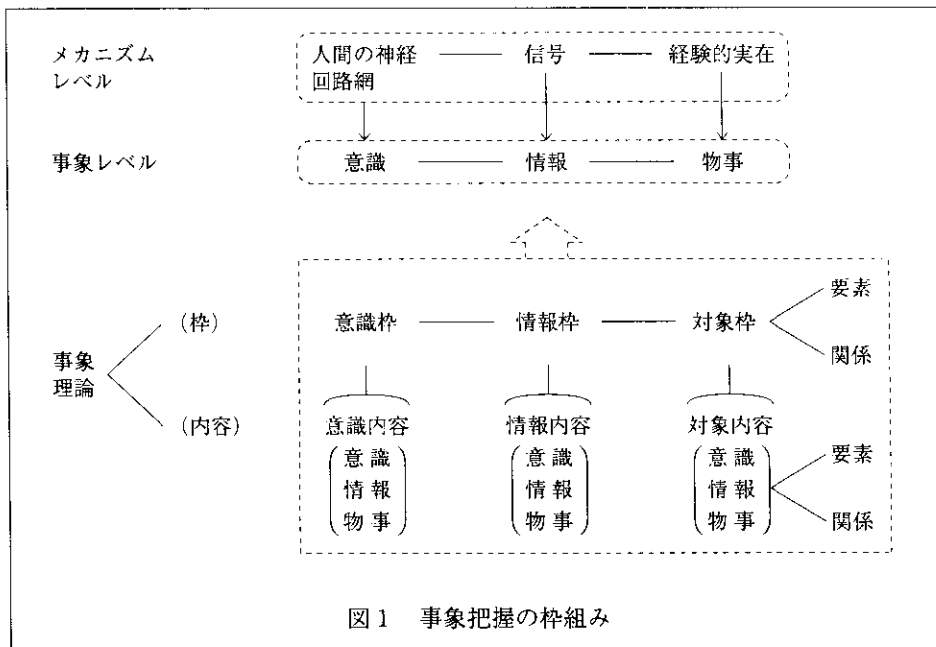 メカニズム
レベル
人間の神経
回路網
信号
経験的実在
事象レベル
意識
情報
物事
事象
理論
(枠)
意識枠
情報枠
対象枠
要素
関係
(内容)
意識内容
情報内容
対象内容
意識
情報
物事
意識
情報
物事
意識
情報
物事
要素
関係
図1 事象把握の枠組み